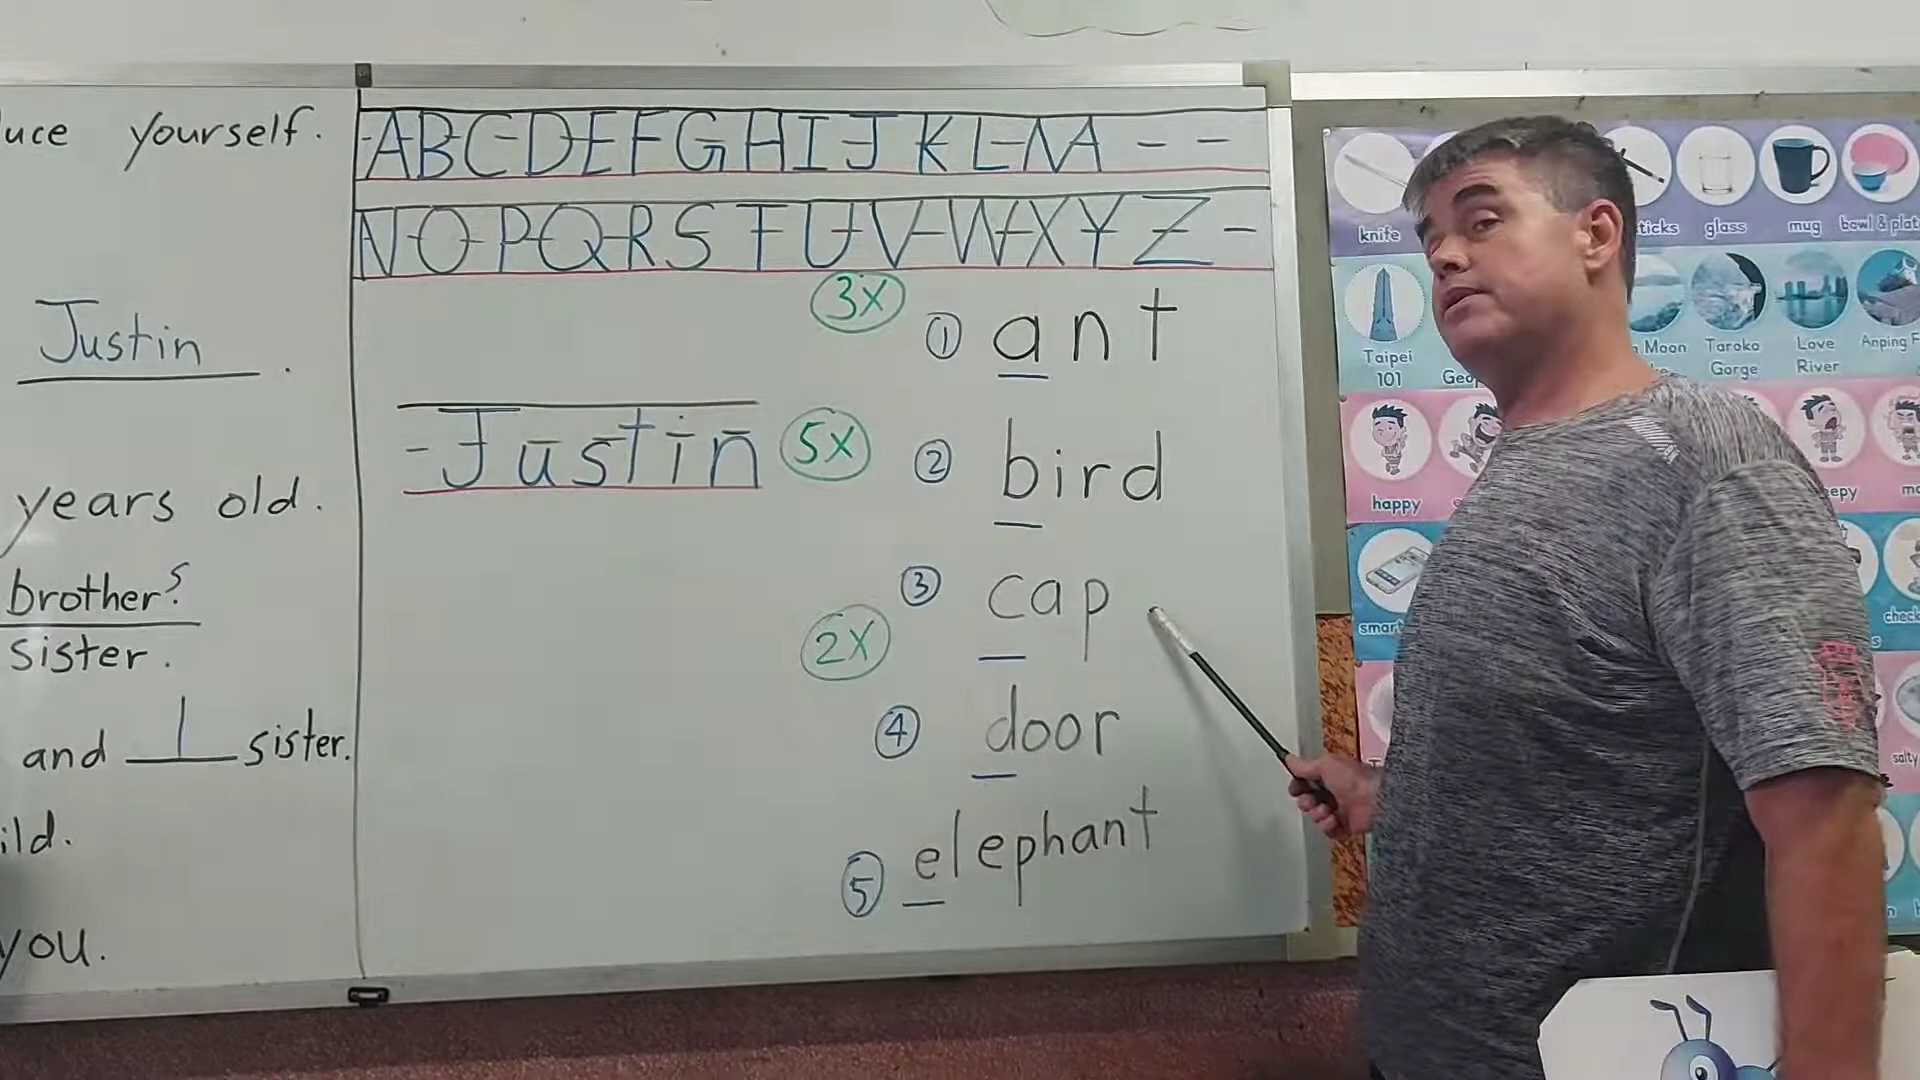 uce yourself.
Justin .
years old.
brother?
sister.
and 1 sister.
ild.
you.
ABCDEFGHIJKLM
NOPQRSTUVWXYZ
3X
Justin 5X
2X
① ant
② bird
③ cap
④ door
⑤ elephant
knife
ticks
glass
mug
bowl & plat
Taipei
101
Geop
Moon
Taroko
Gorge
Love
River
Anping F
happy
eepy
smart
check
salty